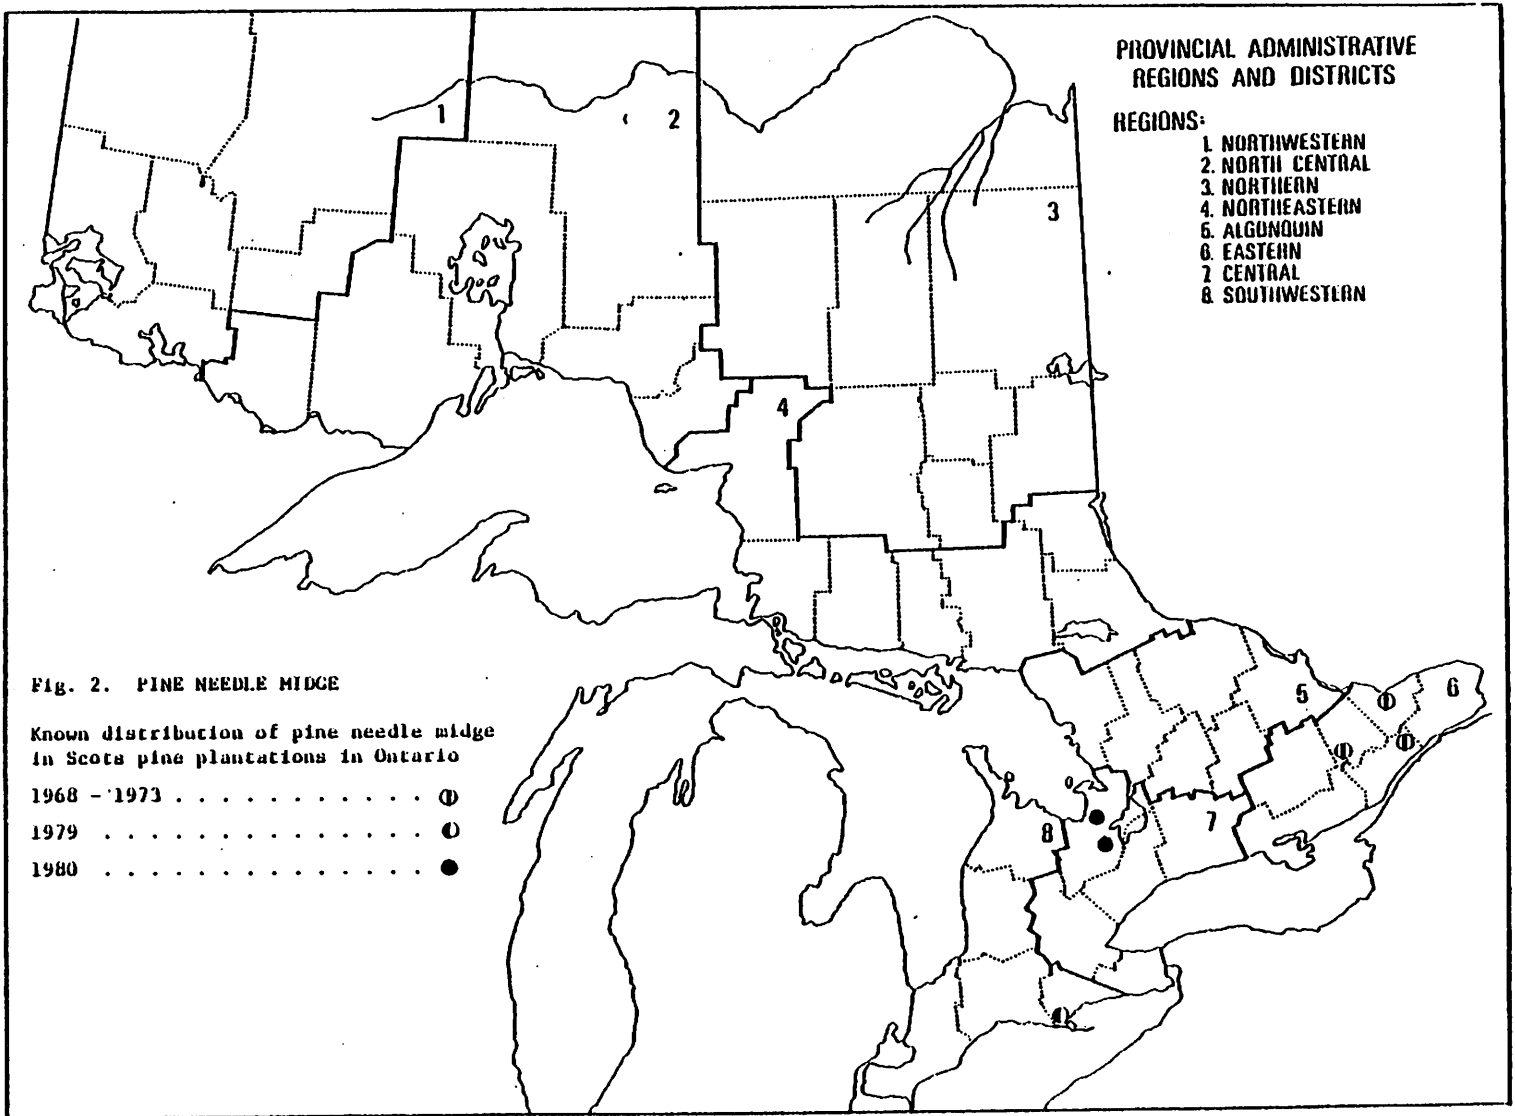 PROVINCIAL ADMINISTRATIVE
REGIONS AND DISTRICTS
REGIONS:
1. NORTHWESTERN
2. NORTH CENTRAL
3. NORTHERN
4. NORTHEASTERN
5. ALGONQUIN
6. EASTERN
7 CENTRAL
8. SOUTHWESTERN
1
2
3
4
5
6
7
8
Fig. 2. PINE NEEDLE MIDGE
Known distribution of pine needle midge
in Scots pine plantations in Ontario
1968 - 1973 . . . . . . . . . . . .
1979 . . . . . . . . . . . . . . .
1980 . . . . . . . . . . . . . . .